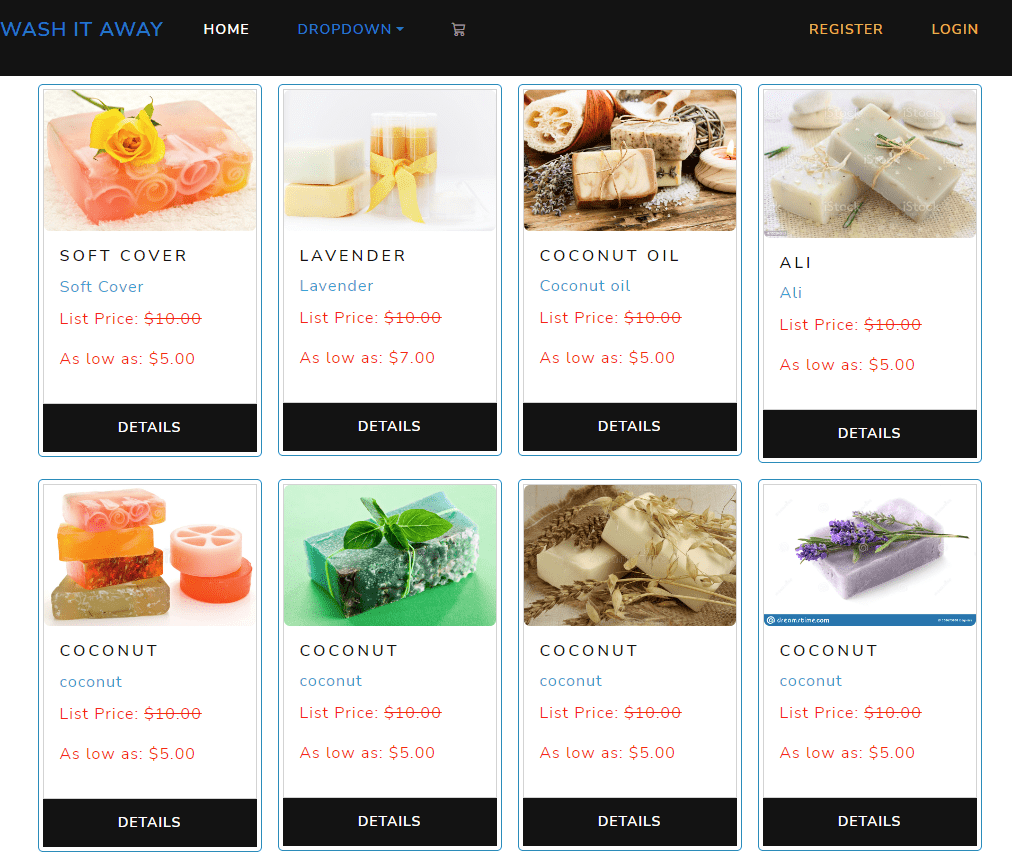 WASH IT AWAY HOME DROPDOWN REGISTER LOGIN
iStock
iStock
iStock
iStock
SOFT COVER
Soft Cover
List Price: $10.00
As low as: $5.00
DETAILS
LAVENDER
Lavender
List Price: $10.00
As low as: $7.00
DETAILS
COCONUT OIL
Coconut oil
List Price: $10.00
As low as: $5.00
DETAILS
ALI
Ali
List Price: $10.00
As low as: $5.00
DETAILS
COCONUT
coconut
List Price: $10.00
As low as: $5.00
DETAILS
COCONUT
coconut
List Price: $10.00
As low as: $5.00
DETAILS
COCONUT
coconut
List Price: $10.00
As low as: $5.00
DETAILS
dreamstime.com
COCONUT
coconut
List Price: $10.00
As low as: $5.00
DETAILS